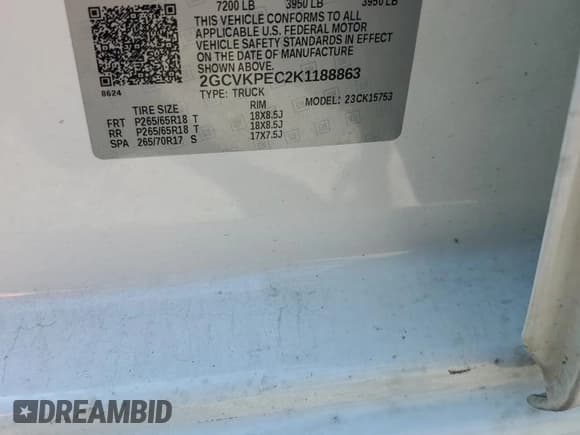 7200 LB 3950 LB 3950 LB
THIS VEHICLE CONFORMS TO ALL
APPLICABLE U.S. FEDERAL MOTOR
VEHICLE SAFETY STANDARDS IN EFFECT
ON THE DATE OF MANUFACTURE
SHOWN ABOVE.
2GCVKPEC2K1188863
8624
TYPE: TRUCK
MODEL: 23CK15753
TIRE SIZE RIM
FRT P265/65R18 T 18X8.5J
RR P265/65R18 T 18X8.5J
SPA 265/70R17 S 17X7.5J
DREAMBID